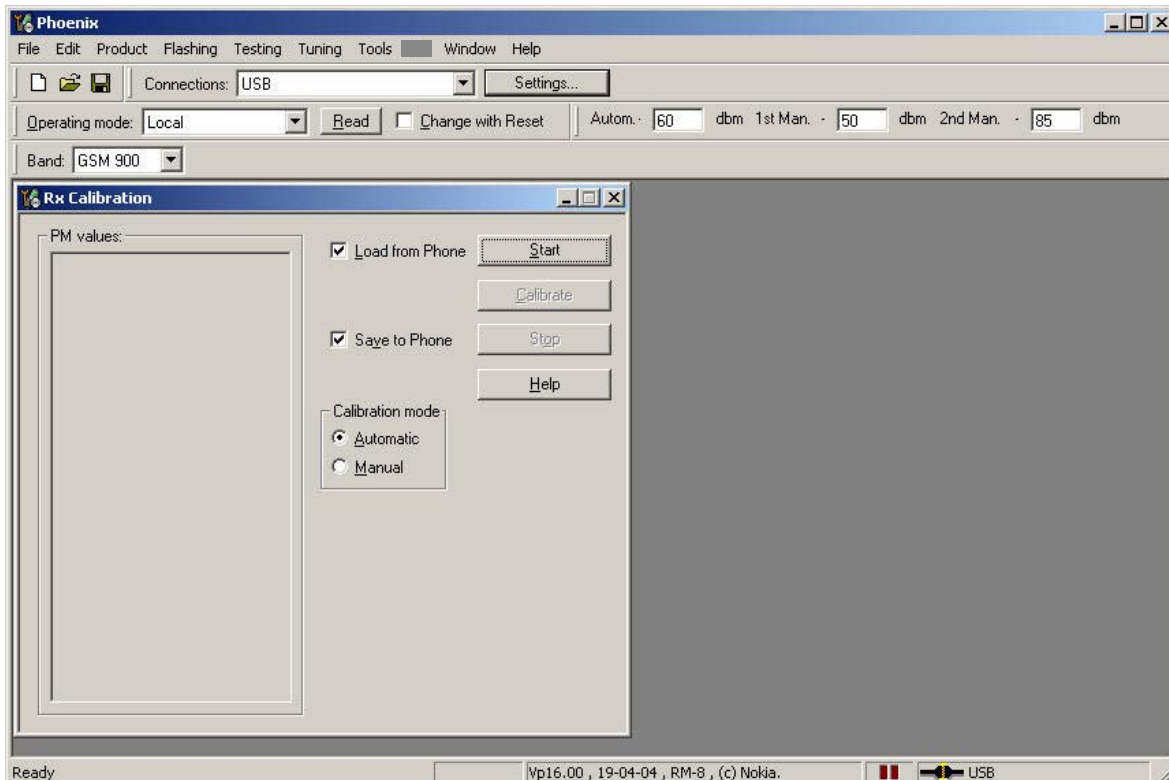 Phoenix
File Edit Product Flashing Testing Tuning Tools Window Help
Connections: USB Settings...
Operating mode: Local Read Change with Reset Autom. - 60 dbm 1st Man. - 50 dbm 2nd Man. - 85 dbm
Band: GSM 900
Rx Calibration
PM values:
Load from Phone Start
Calibrate
Save to Phone Stop
Help
Calibration mode
Automatic
Manual
Ready Vp16.00 , 19-04-04 , RM-8 , (c) Nokia. USB